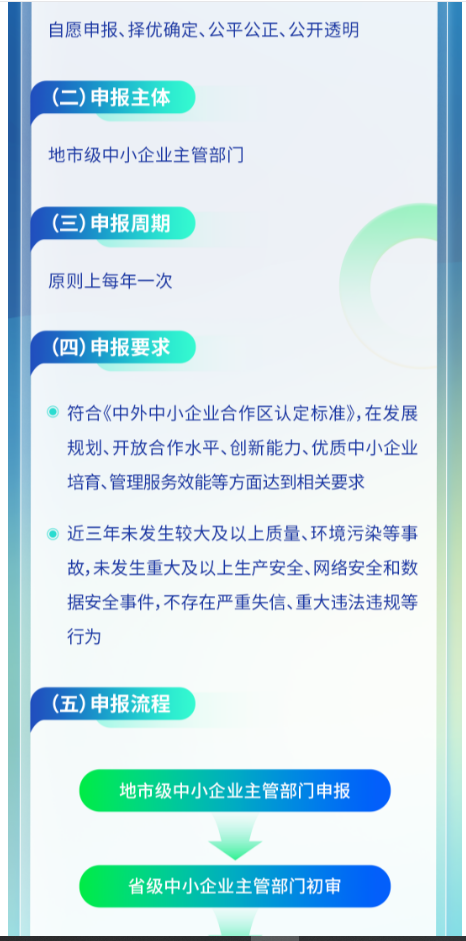 自愿申报、择优确定、公平公正、公开透明
（二）申报主体
地市级中小企业主管部门
（三）申报周期
原则上每年一次
（四）申报要求
符合《中外中小企业合作区认定标准》，在发展
规划、开放合作水平、创新能力、优质中小企业
培育、管理服务效能等方面达到相关要求
近三年未发生较大及以上质量、环境污染等事
故，未发生重大及以上生产安全、网络安全和数
据安全事件，不存在严重失信、重大违法违规等
行为
（五）申报流程
地市级中小企业主管部门申报
省级中小企业主管部门初审